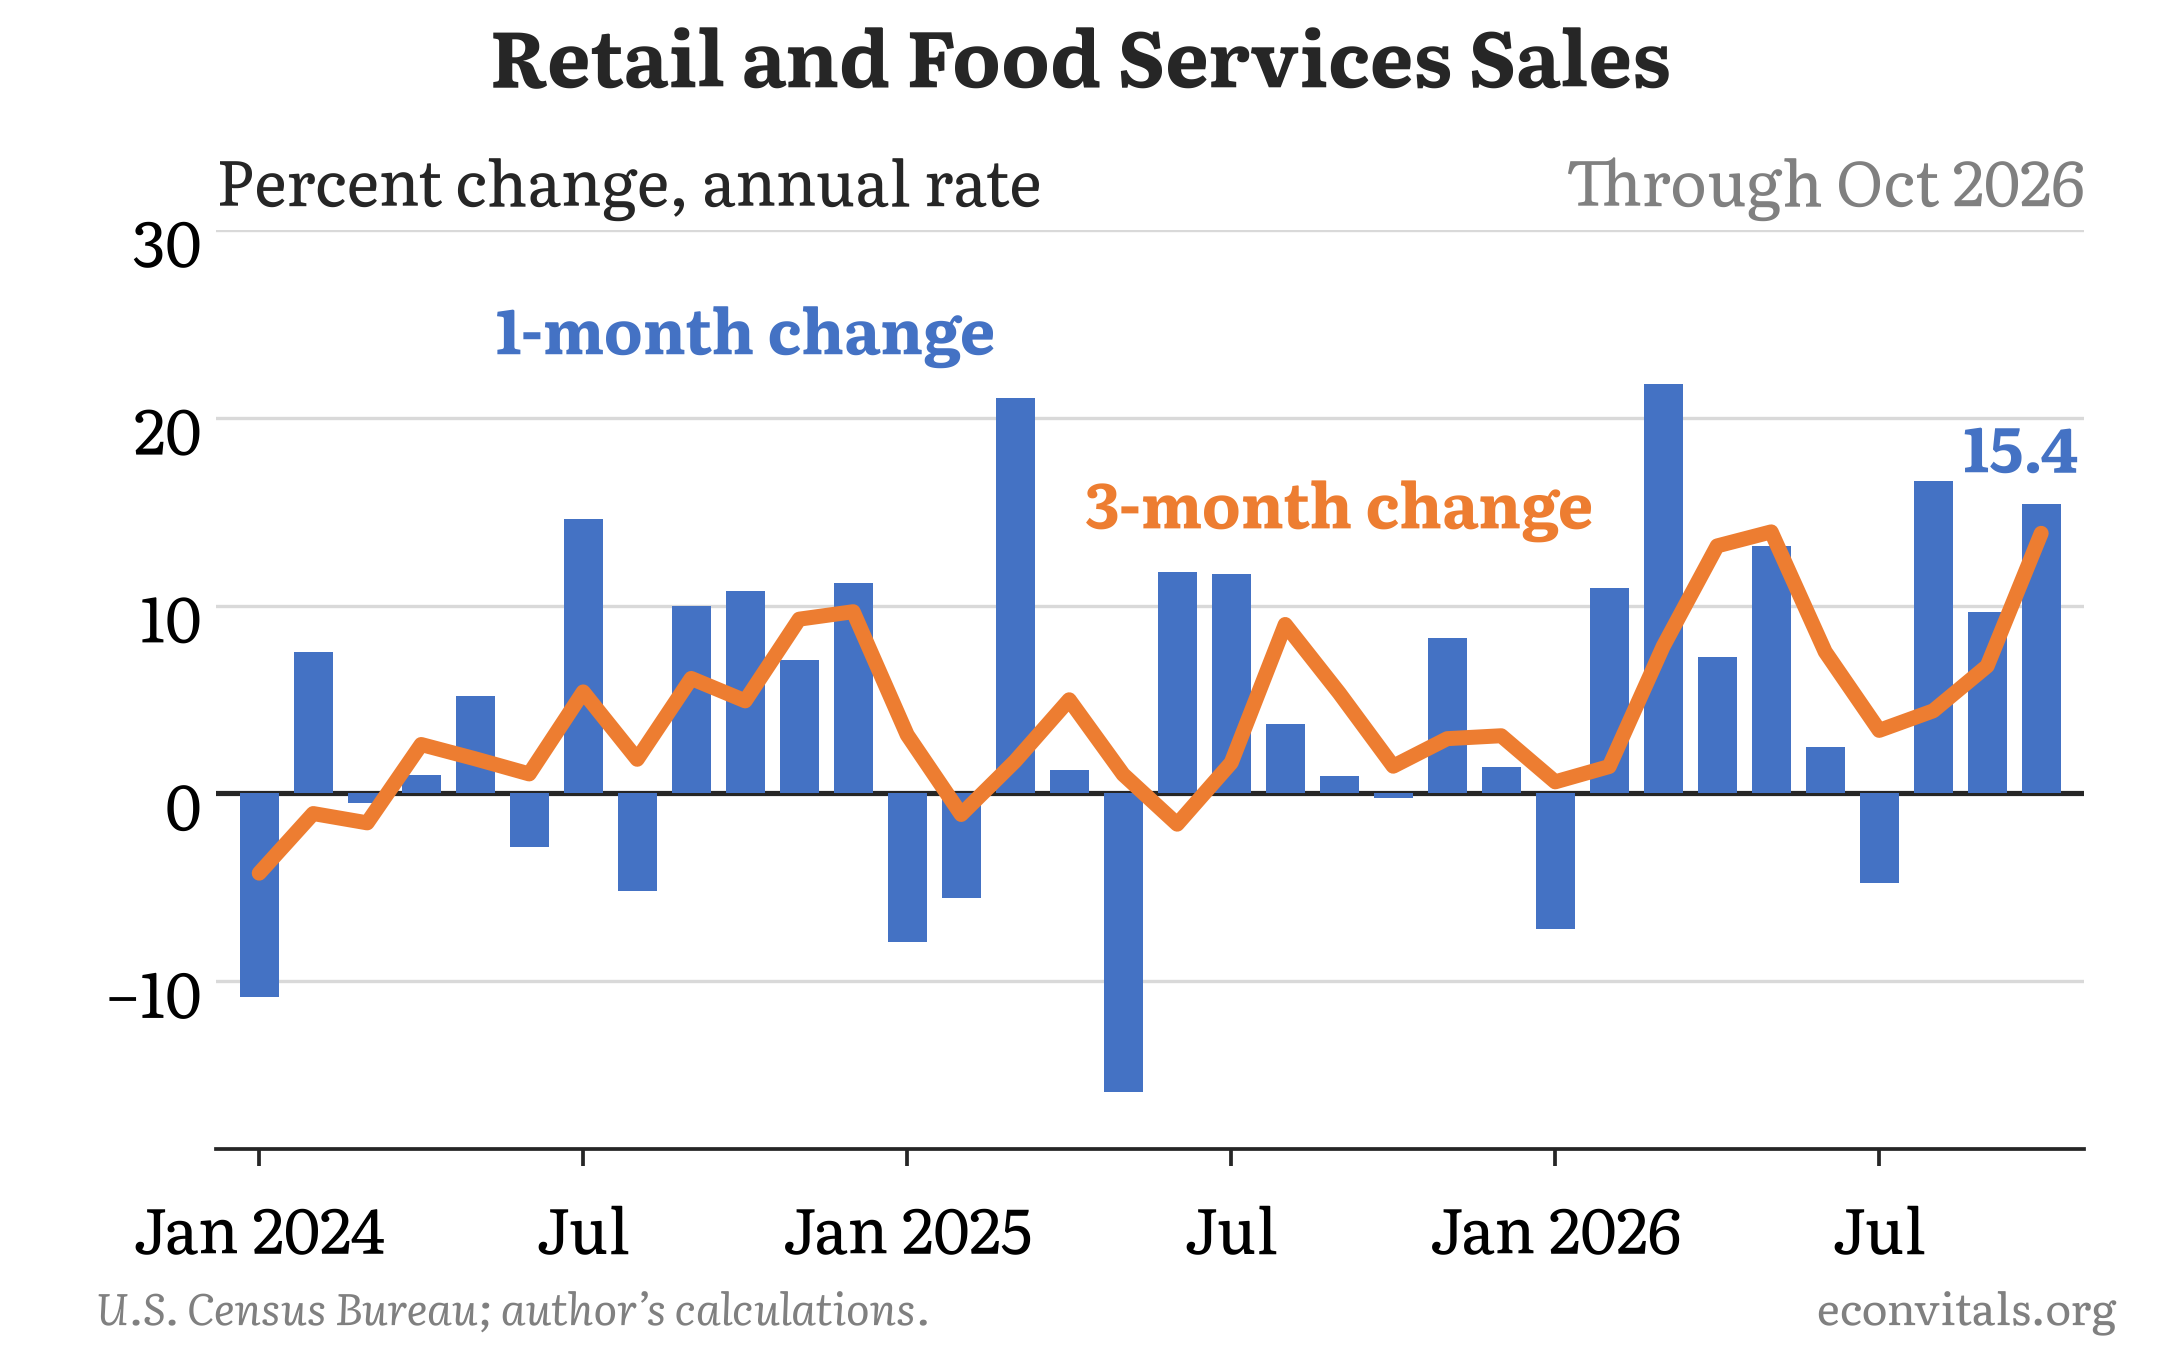 Retail and Food Services Sales
Percent change, annual rate
Through Oct 2026
30
1-month change
20
15.4
3-month change
10
0
–10
Jan 2024
Jul
Jan 2025
Jul
Jan 2026
Jul
U.S. Census Bureau; author’s calculations.
econvitals.org